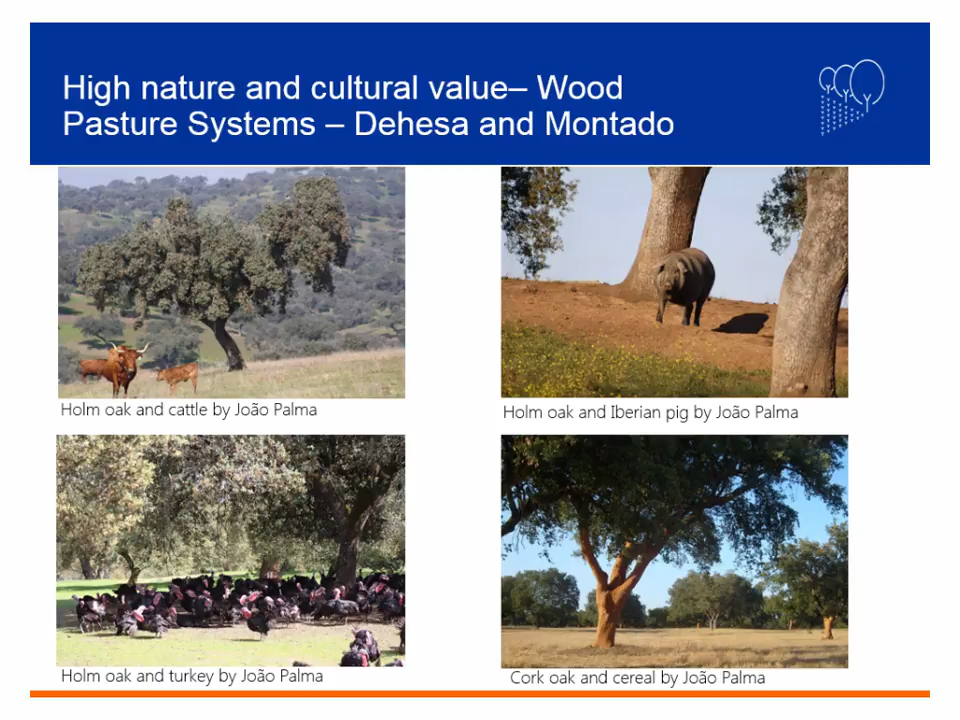 High nature and cultural value– Wood
Pasture Systems – Dehesa and Montado
Holm oak and cattle by João Palma
Holm oak and Iberian pig by João Palma
Holm oak and turkey by João Palma
Cork oak and cereal by João Palma